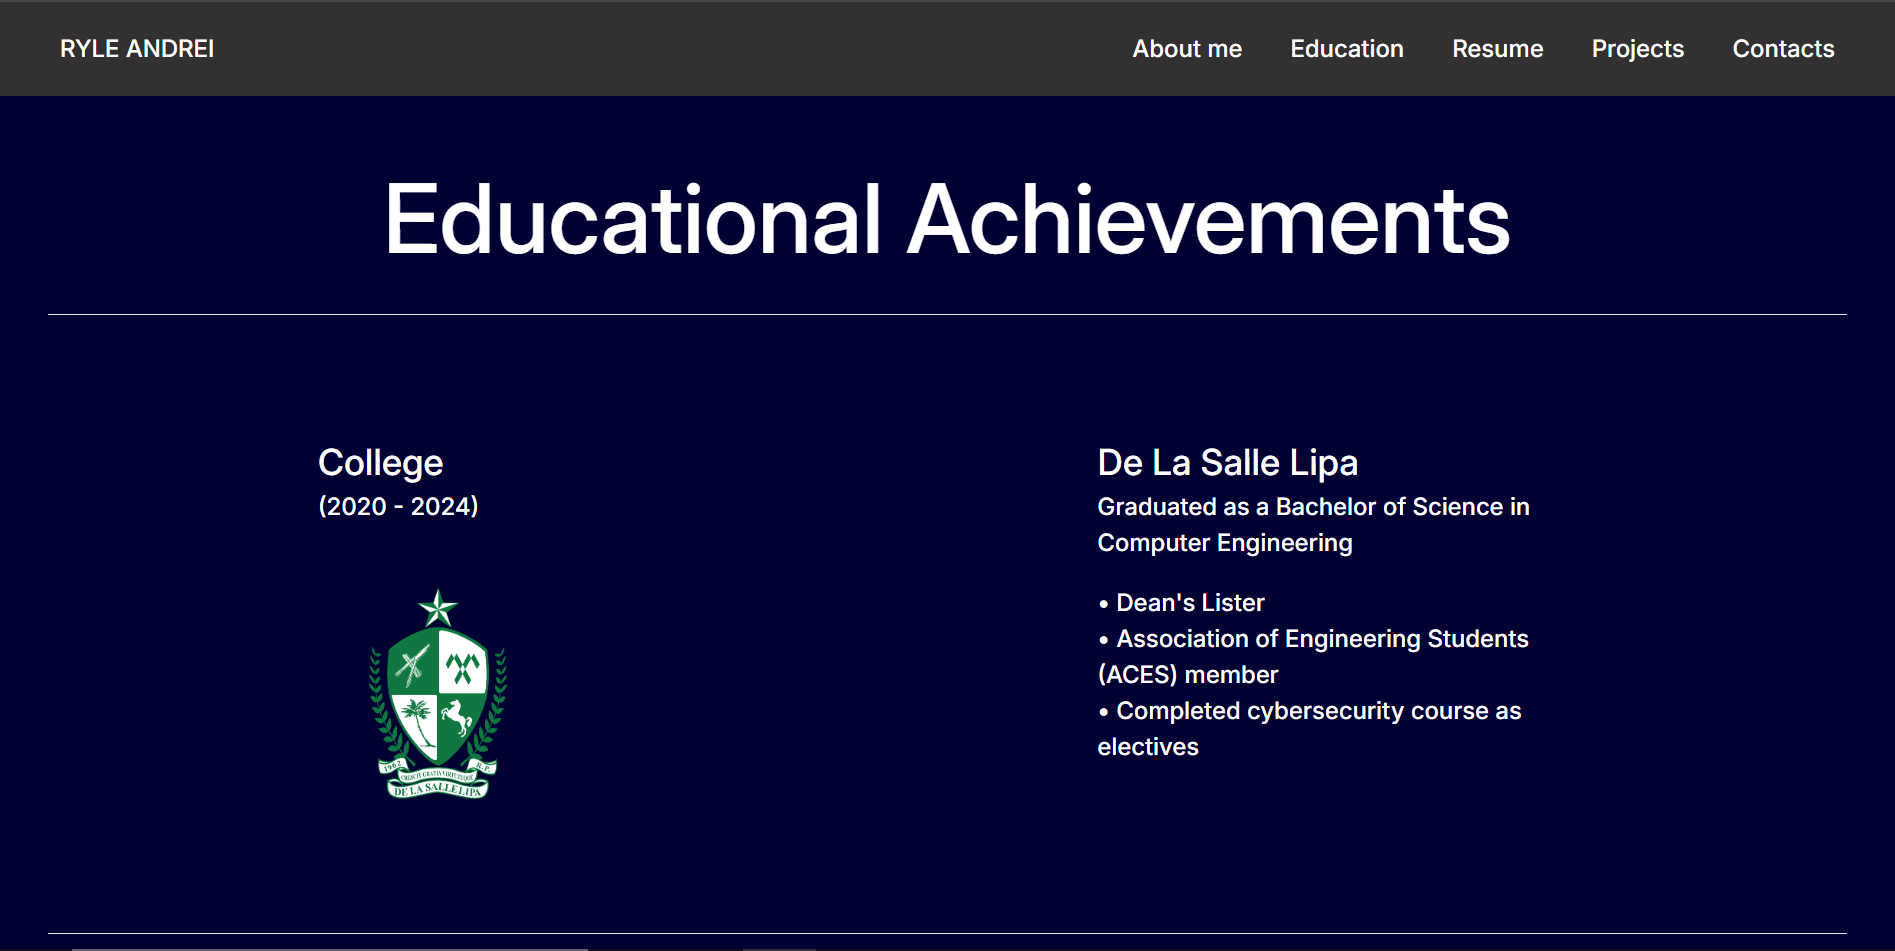 RYLE ANDREI
About me Education Resume Projects Contacts
Educational Achievements
College
(2020 - 2024)
1962 R.P.
CRESCIT GRATIA VIRTUTEQUE
DE LA SALLE LIPA
De La Salle Lipa
Graduated as a Bachelor of Science in
Computer Engineering
• Dean's Lister
• Association of Engineering Students
(ACES) member
• Completed cybersecurity course as
electives